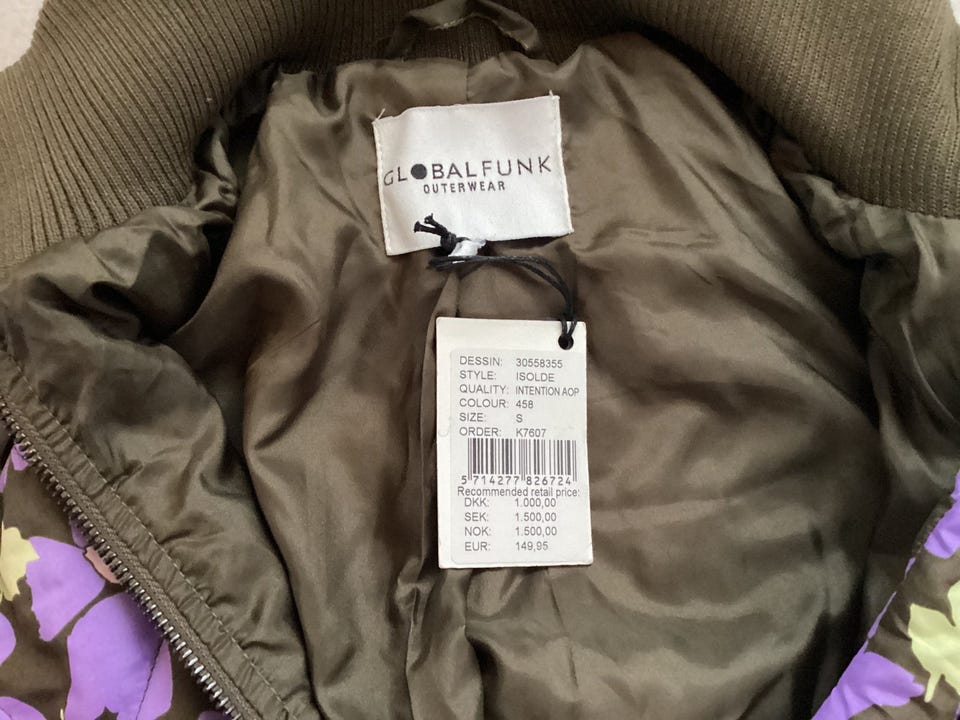 GLOBALFUNK
OUTERWEAR
DESSIN: 30558355
STYLE: ISOLDE
QUALITY: INTENTION AOP
COLOUR: 458
SIZE: S
ORDER: K7607
5 714277 826724
Recommended retail price:
DKK: 1.000,00
SEK: 1.500,00
NOK: 1.500,00
EUR: 149,95